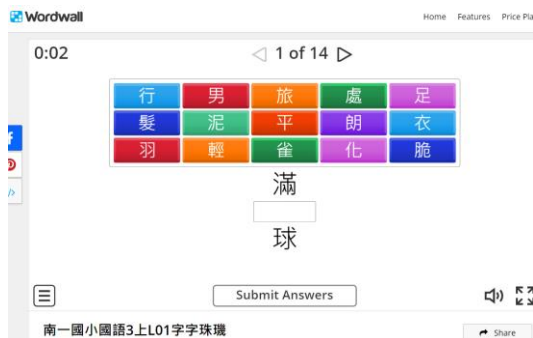 Wordwall
Home Features Price Pla
0:02
1 of 14
行 男 旅 處 足
髮 泥 平 朗 衣
羽 輕 雀 化 脆
滿
球
Submit Answers
南一國小國語3上L01字字珠璣
Share